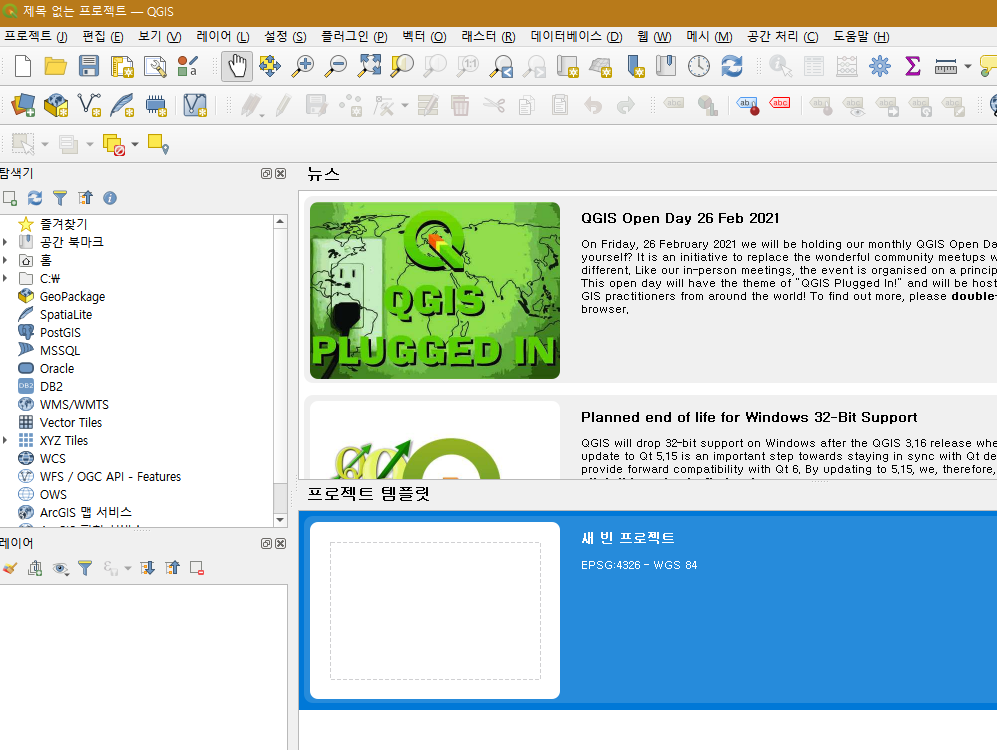 제목 없는 프로젝트 — QGIS
프로젝트 (J) 편집 (E) 보기 (V) 레이어 (L) 설정 (S) 플러그인 (P) 벡터 (O) 래스터 (R) 데이터베이스 (D) 웹 (W) 메시 (M) 공간 처리 (C) 도움말 (H)
abc
abc
탐색기
즐겨찾기
공간 북마크
홈
C:₩
GeoPackage
SpatiaLite
PostGIS
MSSQL
Oracle
DB2
DB2
WMS/WMTS
Vector Tiles
XYZ Tiles
WCS
WFS / OGC API - Features
OWS
ArcGIS 맵 서비스
레이어
뉴스
QGIS
PLUGGED IN
QGIS Open Day 26 Feb 2021
On Friday, 26 February 2021 we will be holding our monthly QGIS Open Da
yourself? It is an initiative to replace the wonderful community meetups w
different. Like our in-person meetings, the event is organised on a princip
This open day will have the theme of "QGIS Plugged In!" and will be host
GIS practitioners from around the world! To find out more, please double-
browser.
Planned end of life for Windows 32-Bit Support
QGIS will drop 32-bit support on Windows after the QGIS 3.16 release whe
update to Qt 5.15 is an important step towards staying in sync with Qt de
provide forward compatibility with Qt 6. By updating to 5.15, we, therefore,
프로젝트 템플릿
새 빈 프로젝트
EPSG:4326 - WGS 84